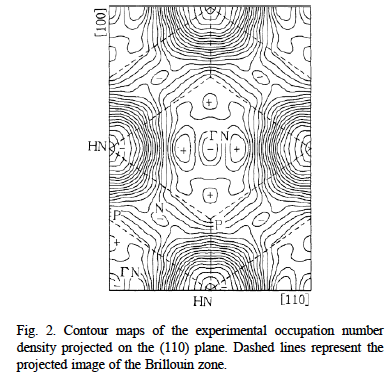 [100]
+
ΓN
HN
+ − +
+
N
P
P
+
ΓN
−
−
HN
[110]
Fig. 2. Contour maps of the experimental occupation number
density projected on the (110) plane. Dashed lines represent the
projected image of the Brillouin zone.